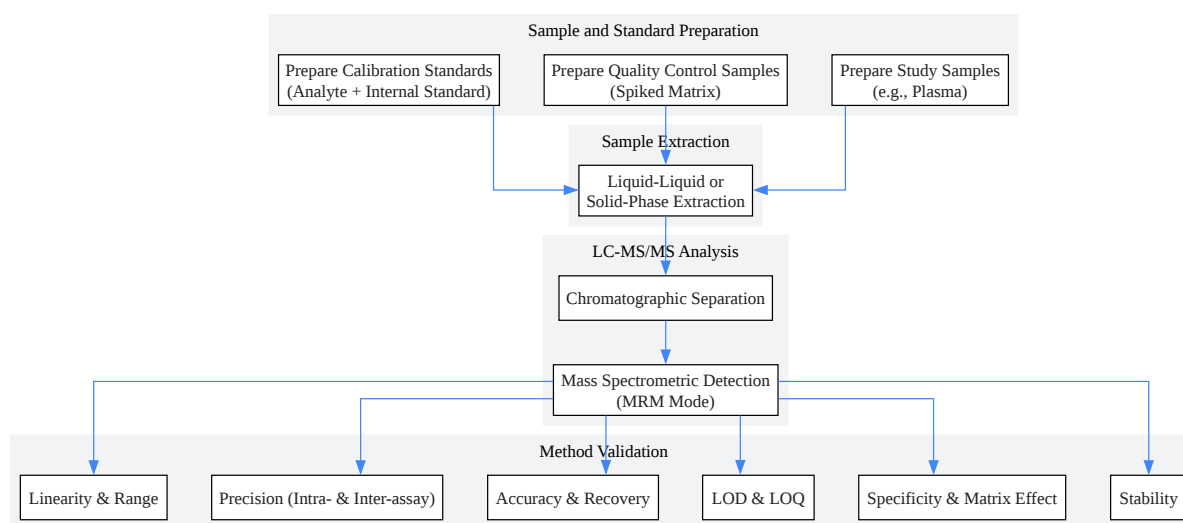 Sample and Standard Preparation
Prepare Calibration Standards
(Analyte + Internal Standard)
Prepare Quality Control Samples
(Spiked Matrix)
Prepare Study Samples
(e.g., Plasma)
Sample Extraction
Liquid-Liquid or
Solid-Phase Extraction
LC-MS/MS Analysis
Chromatographic Separation
Mass Spectrometric Detection
(MRM Mode)
Method Validation
Linearity & Range
Precision (Intra- & Inter-assay)
Accuracy & Recovery
LOD & LOQ
Specificity & Matrix Effect
Stability